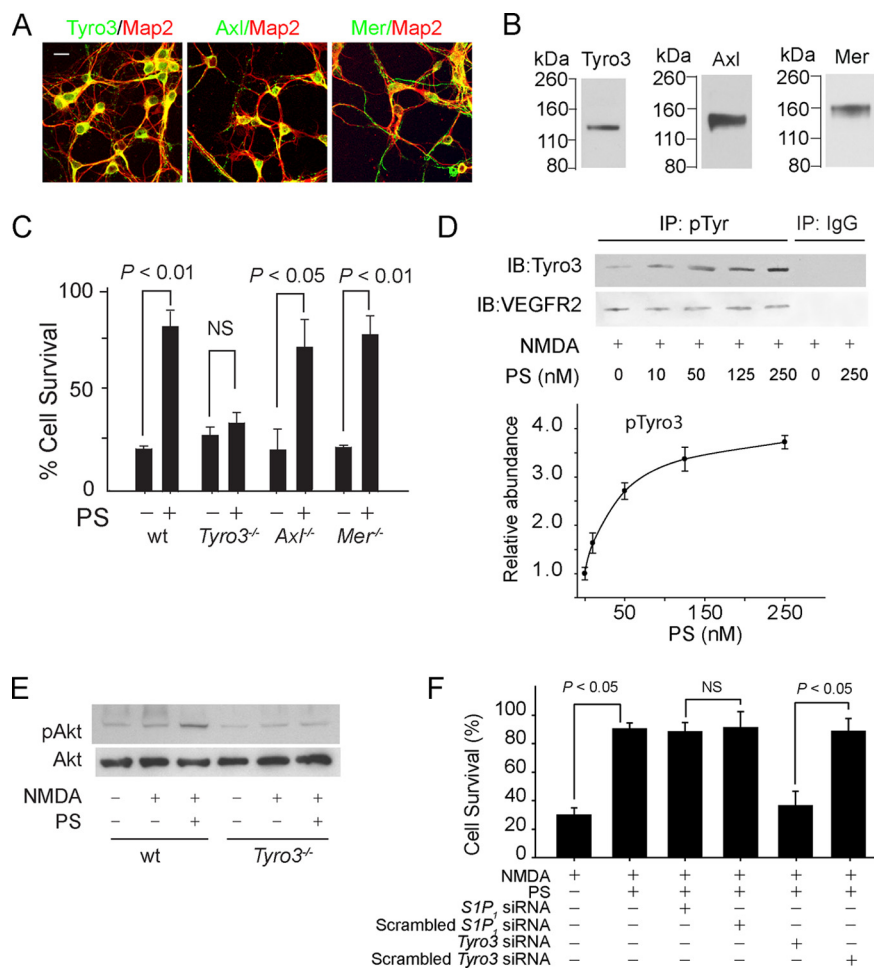 A
Tyro3/Map2
Axl/Map2
Mer/Map2
B
kDa Tyro3
260
160
110
80
kDa Axl
260
160
110
80
kDa Mer
260
160
110
80
C
% Cell Survival
100
50
0
P < 0.01
NS
P < 0.05
P < 0.01
PS − + − + − + − +
wt Tyro3-/- Axl-/- Mer-/-
D
IP: pTyr IP: IgG
IB:Tyro3
IB:VEGFR2
NMDA + + + + + + +
PS (nM) 0 10 50 125 250 0 250
pTyro3
Relative abundance
4.0
3.0
2.0
1.0
50 150 250
PS (nM)
E
pAkt
Akt
NMDA − + + − + +
PS − − + − − +
wt Tyro3-/-
F
Cell Survival (%)
100
80
60
40
20
0
P < 0.05
NS
P < 0.05
NMDA + + + + + +
PS − + + + + +
S1P1 siRNA − − + − − −
Scrambled S1P1 siRNA − − − + − −
Tyro3 siRNA − − − − + −
Scrambled Tyro3 siRNA − − − − − +